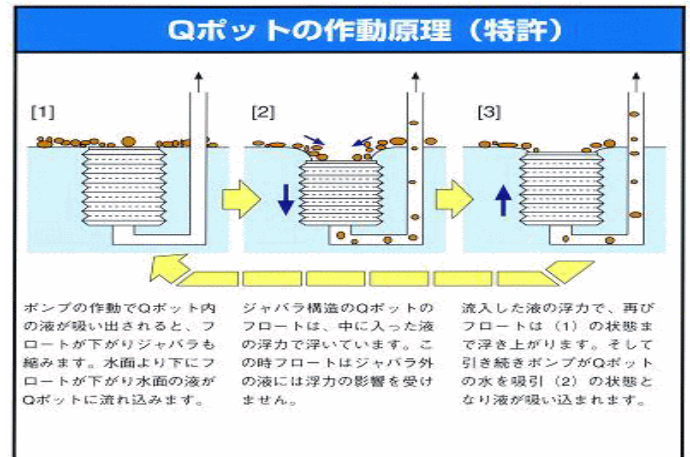 Qポットの作動原理（特許）
[1]
[2]
[3]
ポンプの作動でQポット内
の液が吸い出されると、フ
ロートが下がりジャバラも
縮みます。水面より下にフ
ロートが下がり水面の液が
Qポットに流れ込みます。
ジャバラ構造のQポットの
フロートは、中に入った液
の浮力で浮いています。こ
の時フロートはジャバラ外
の液には浮力の影響を受け
ません。
流入した液の浮力で、再び
フロートは（1）の状態ま
で浮き上がります。そして
引き続きポンプがQポット
の水を吸引（2）の状態と
なり液が吸い込まれます。